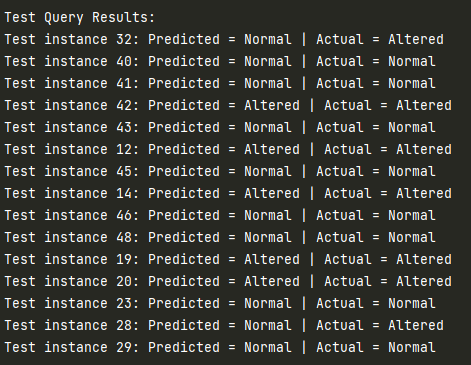 Test Query Results:
Test instance 32: Predicted = Normal | Actual = Altered
Test instance 40: Predicted = Normal | Actual = Normal
Test instance 41: Predicted = Normal | Actual = Normal
Test instance 42: Predicted = Altered | Actual = Altered
Test instance 43: Predicted = Normal | Actual = Normal
Test instance 12: Predicted = Altered | Actual = Altered
Test instance 45: Predicted = Normal | Actual = Normal
Test instance 14: Predicted = Altered | Actual = Altered
Test instance 46: Predicted = Normal | Actual = Normal
Test instance 48: Predicted = Normal | Actual = Normal
Test instance 19: Predicted = Altered | Actual = Altered
Test instance 20: Predicted = Altered | Actual = Altered
Test instance 23: Predicted = Normal | Actual = Normal
Test instance 28: Predicted = Normal | Actual = Altered
Test instance 29: Predicted = Normal | Actual = Normal